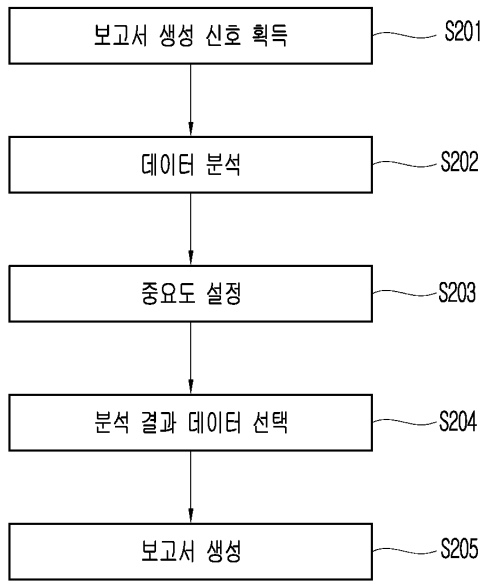 보고서 생성 신호 획득 S201
데이터 분석 S202
중요도 설정 S203
분석 결과 데이터 선택 S204
보고서 생성 S205